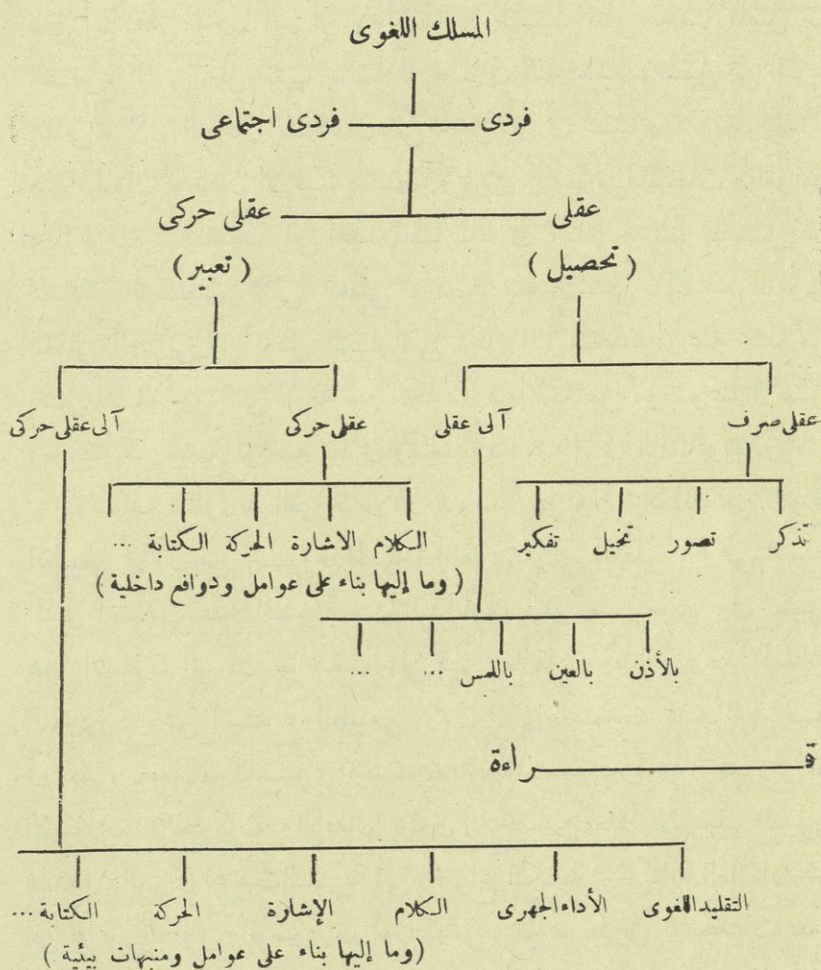 المسلك اللغوى
فردى فردى اجتماعى
عقلى عقلى حركى
( تحصيل ) ( تعبير )
عقلى صرف آلى عقلى عقلى حركى آلى عقلى حركى
تذكر تصور تخيل تفكير الكلام الاشارة الحركة الكتابة ...
( وما إليها بناء على عوامل ودوافع داخلية )
بالأذن بالعين باللمس ... ...
قـــراءة
التقليد اللغوى الأداء الجهرى الكلام الإشارة الحركة الكتابة ...
( وما إليها بناء على عوامل ومنبهات بيئية )